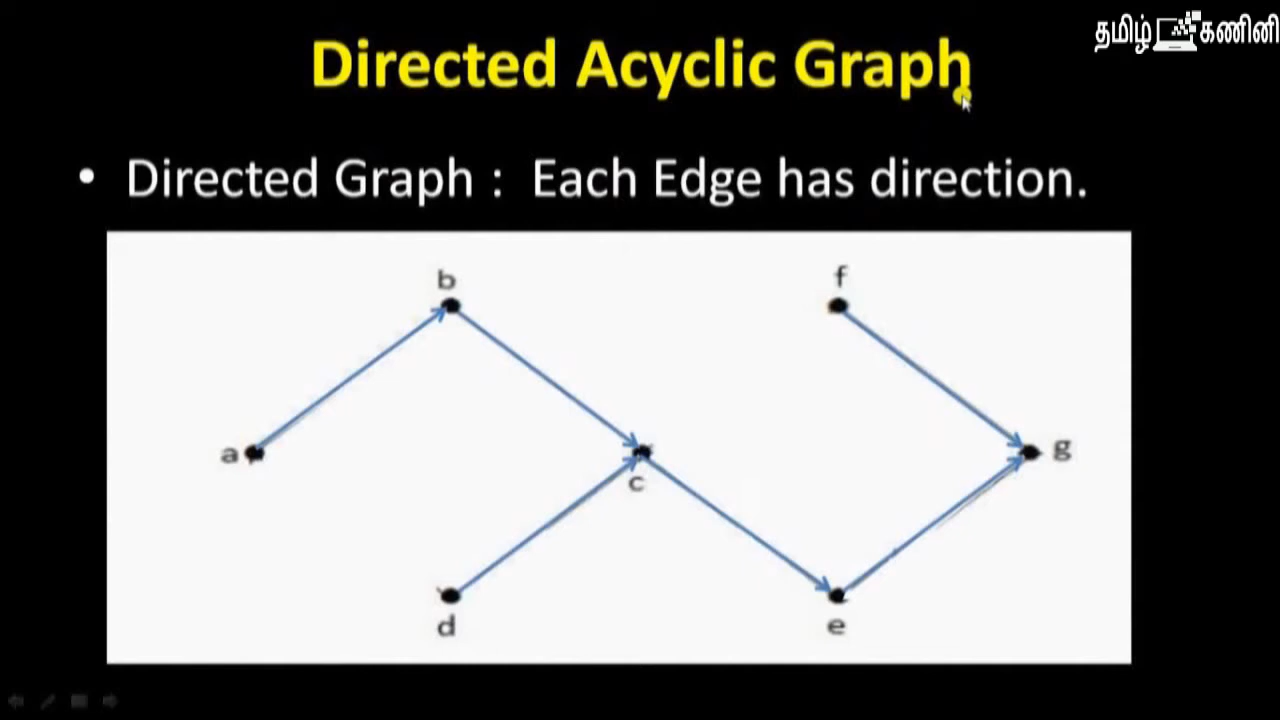 தமிழ் கணினி
Directed Acyclic Graph
• Directed Graph : Each Edge has direction.
b
f
a
g
c
d
e